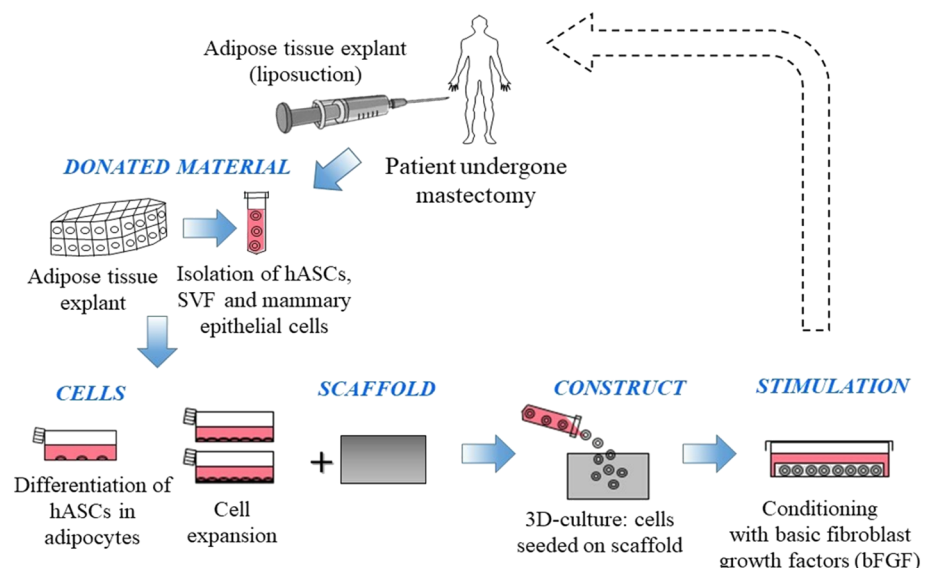 Adipose tissue explant
(liposuction)
Patient undergone
mastectomy
DONATED MATERIAL
Adipose tissue
explant
Isolation of hASCs,
SVF and mammary
epithelial cells
CELLS
Differentiation of
hASCs in
adipocytes
Cell
expansion
+
SCAFFOLD
CONSTRUCT
3D-culture: cells
seeded on scaffold
STIMULATION
Conditioning
with basic fibroblast
growth factors (bFGF)